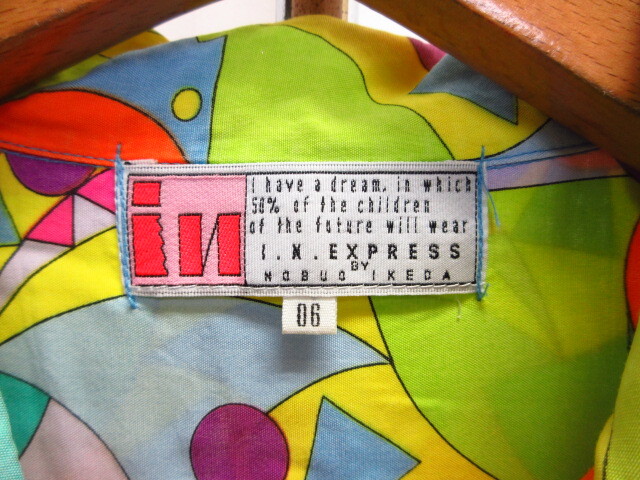 in
I have a dream. in which
50% of the children
of the future will wear
I.N.EXPRESS
BY
NOBUO IKEDA
06